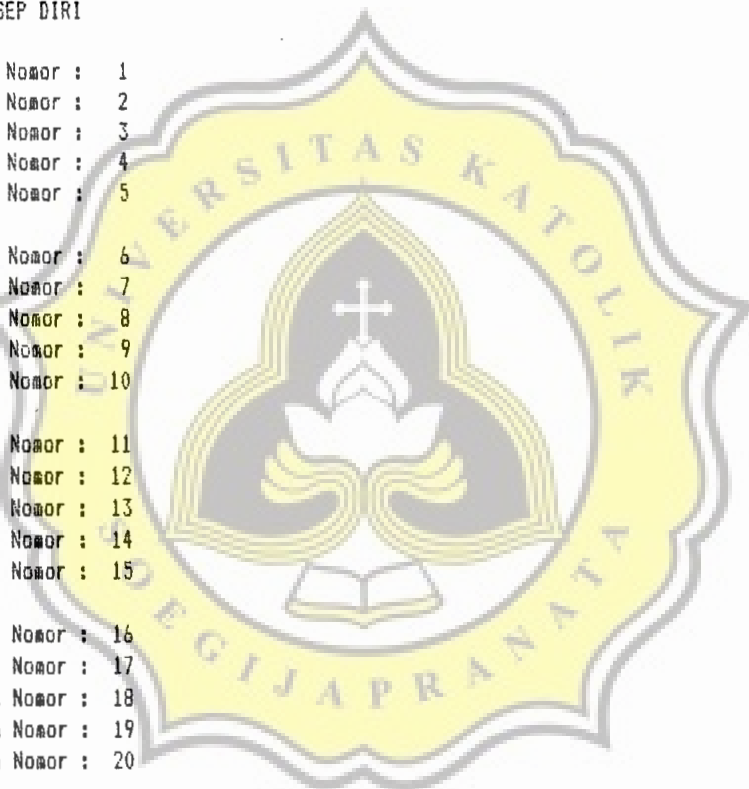 SEP DIRI
Nomor : 1
Nomor : 2
Nomor : 3
Nomor : 4
Nomor : 5
Nomor : 6
Nomor : 7
Nomor : 8
Nomor : 9
Nomor : 10
Nomor : 11
Nomor : 12
Nomor : 13
Nomor : 14
Nomor : 15
Nomor : 16
Nomor : 17
Nomor : 18
Nomor : 19
Nomor : 20
UNIVERSITAS KATOLIK
SOEGIJAPRANATA